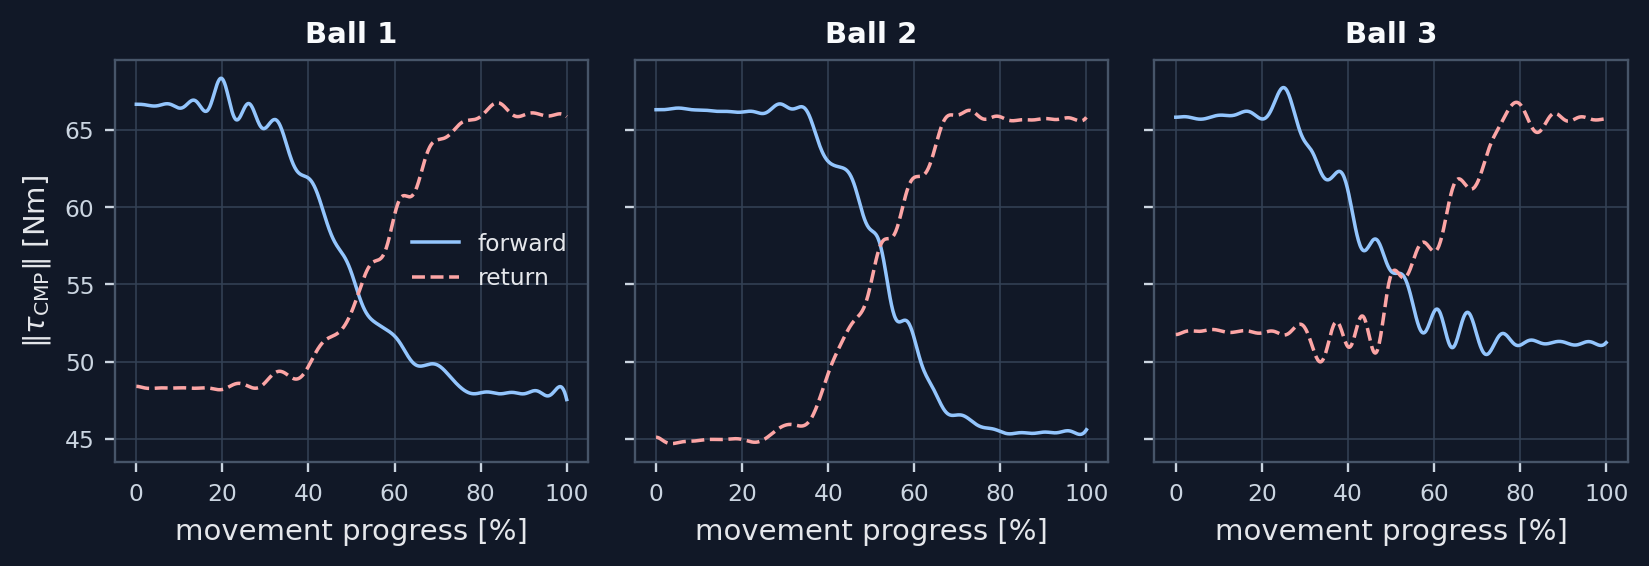 Ball 1
Ball 2
Ball 3
‖τCMP‖ [Nm]
65
60
55
50
45
forward
return
0 20 40 60 80 100
0 20 40 60 80 100
0 20 40 60 80 100
movement progress [%]
movement progress [%]
movement progress [%]